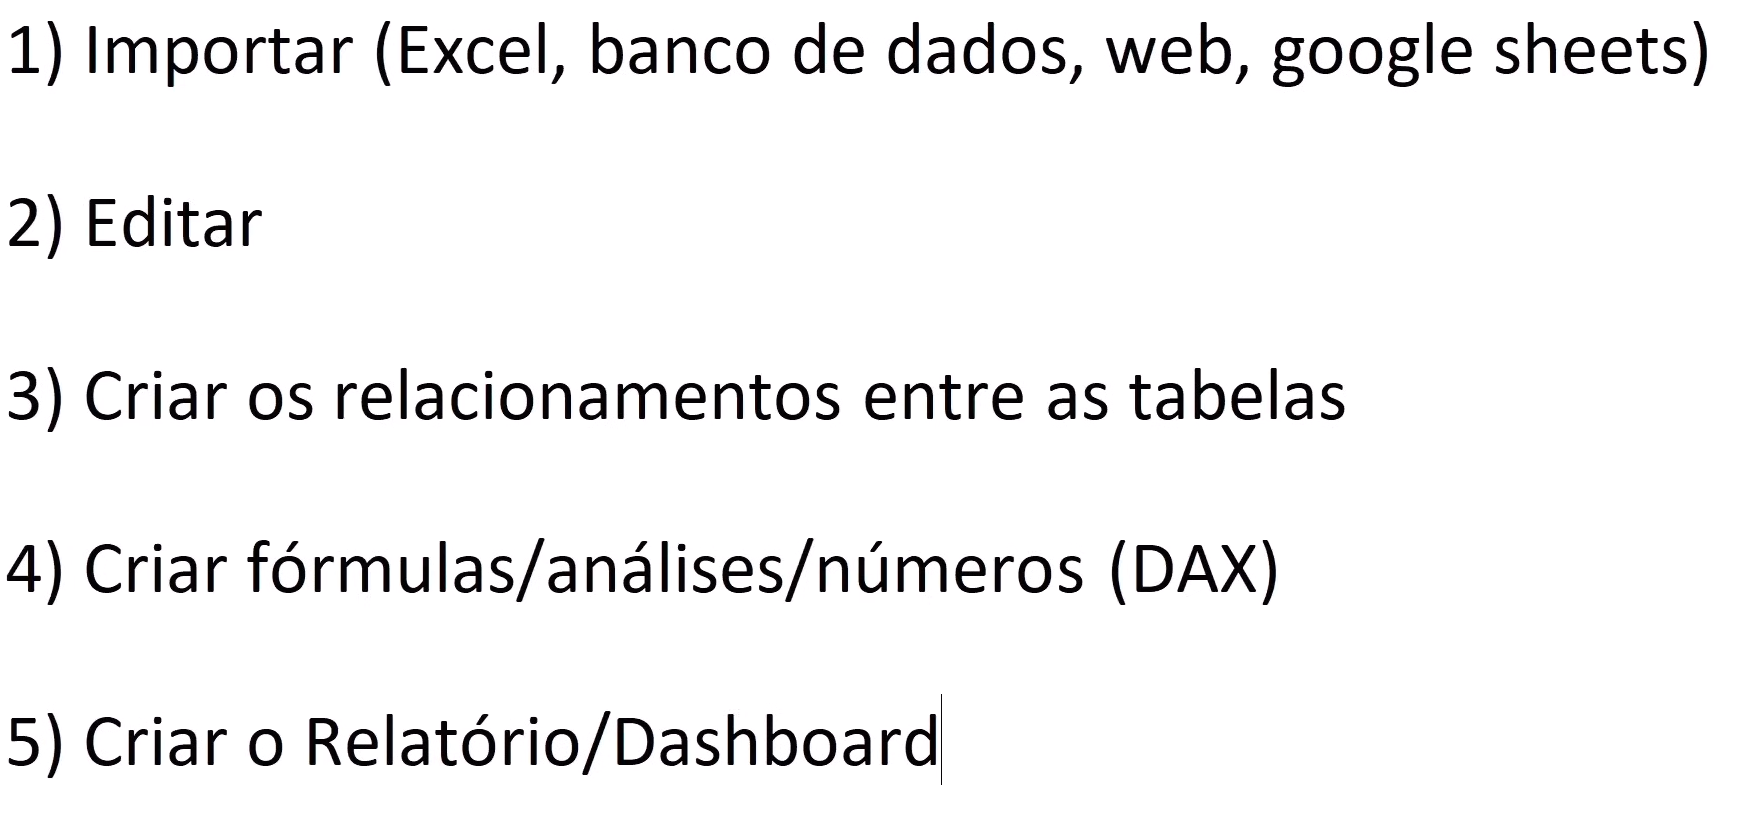 1) Importar (Excel, banco de dados, web, google sheets)
2) Editar
3) Criar os relacionamentos entre as tabelas
4) Criar fórmulas/análises/números (DAX)
5) Criar o Relatório/Dashboard